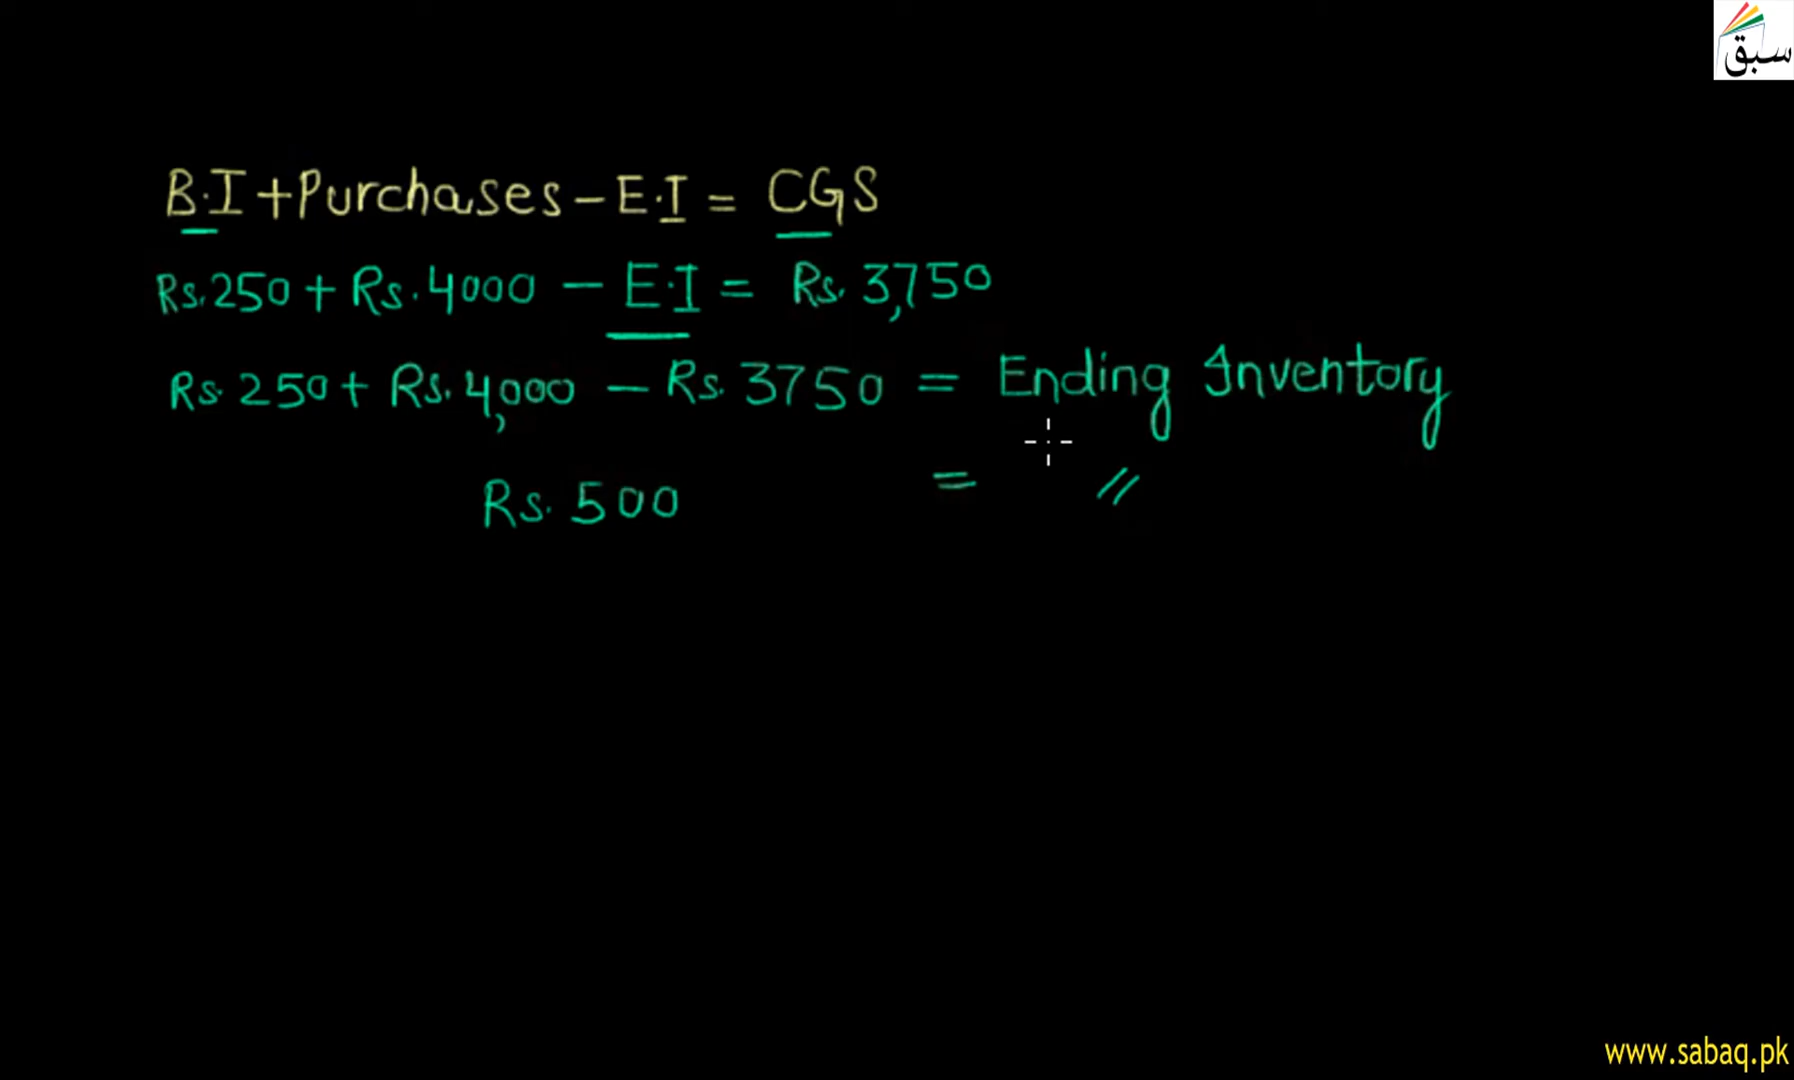 سبق
B.I + Purchases - E.I = CGS
Rs.250 + Rs.4000 - E.I = Rs. 3,750
Rs. 250 + Rs. 4,000 - Rs. 3750 = Ending Inventory
Rs. 500 = "
www.sabaq.pk